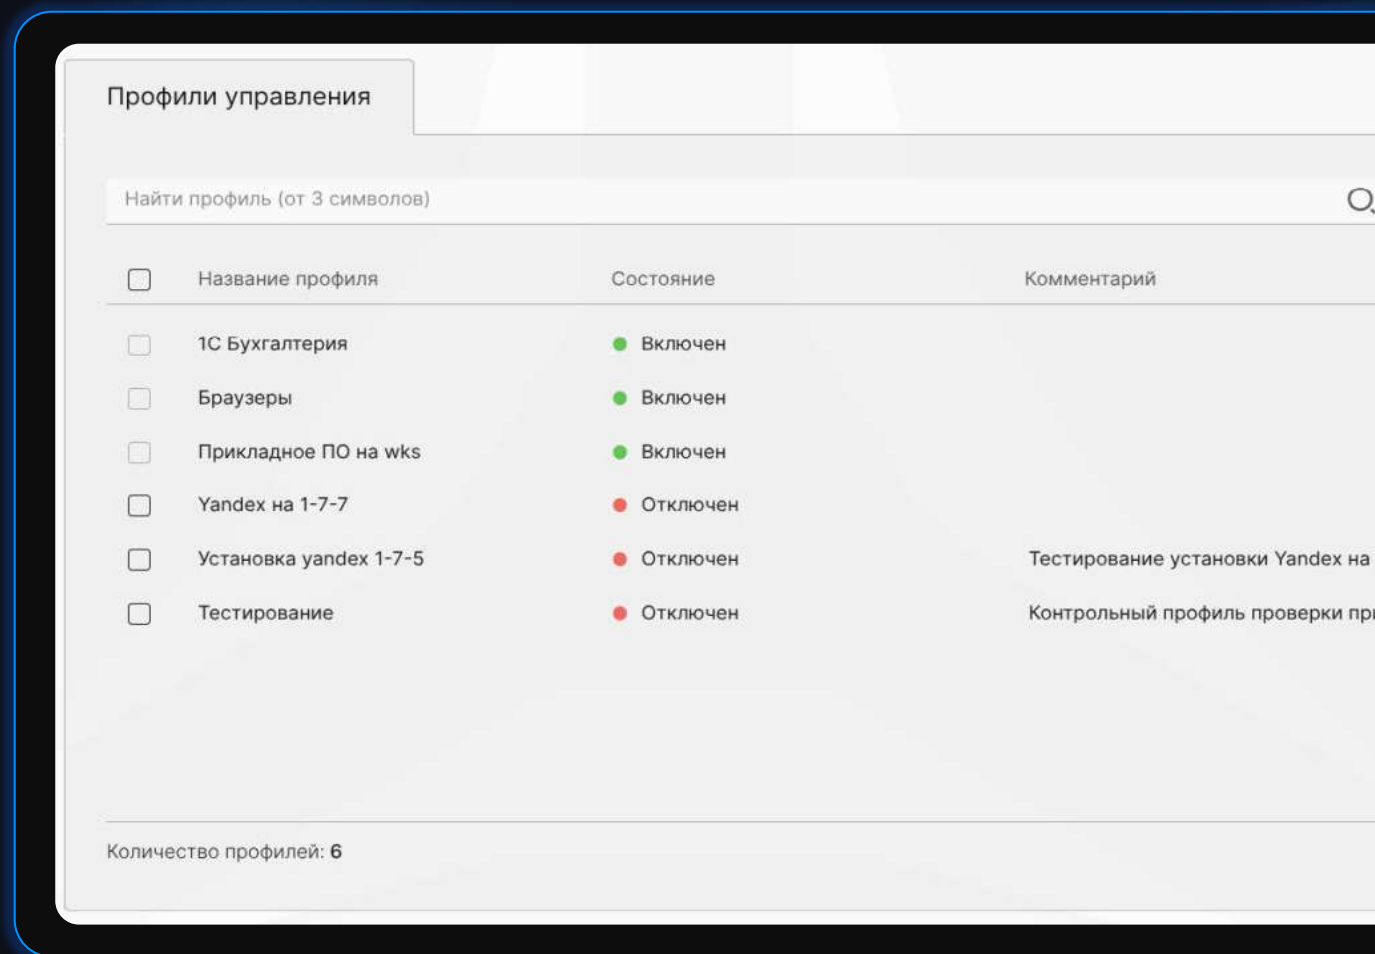 Профили управления
Найти профиль (от 3 символов)
Название профиля Состояние Комментарий
1С Бухгалтерия Включен
Браузеры Включен
Прикладное ПО на wks Включен
Yandex на 1-7-7 Отключен
Установка yandex 1-7-5 Отключен Тестирование установки Yandex на
Тестирование Отключен Контрольный профиль проверки
Количество профилей: 6